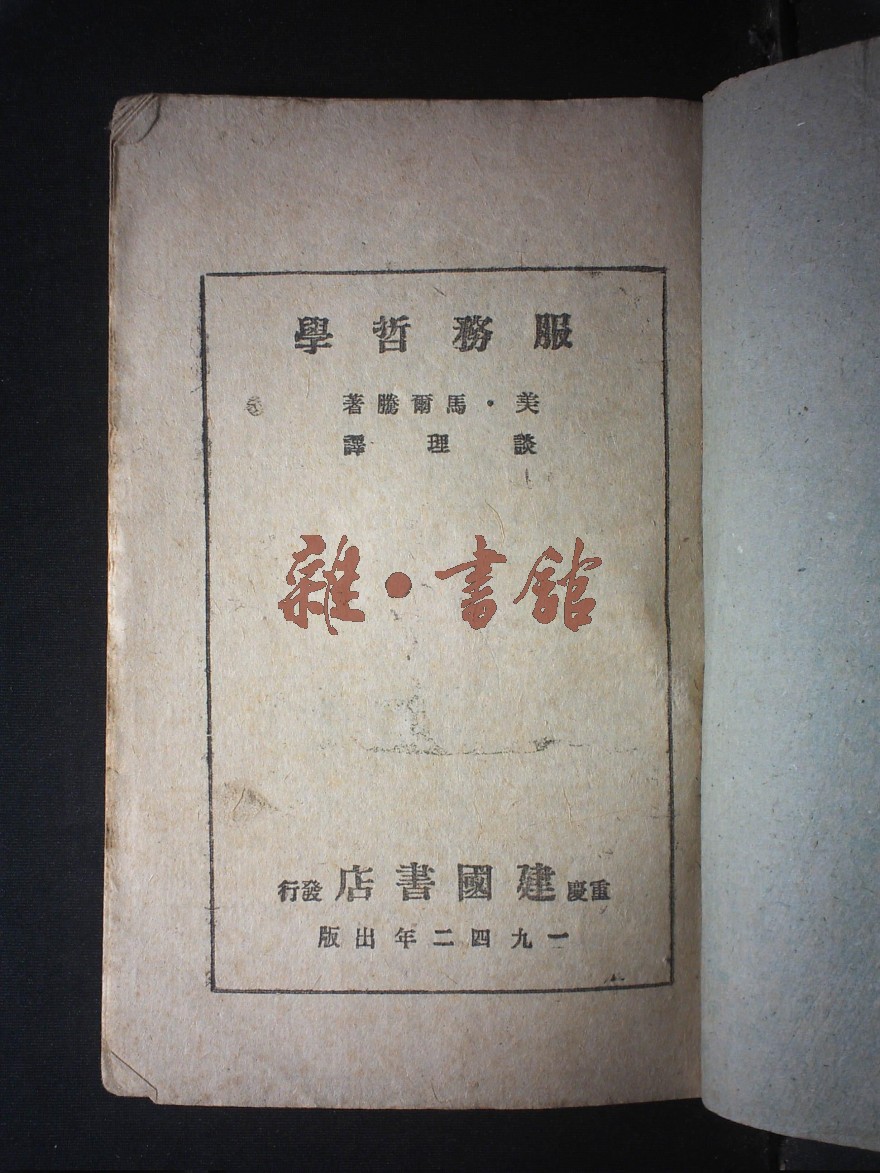 服務哲學
美·馬爾騰著
談理譯
雜·書館
重慶建國書店發行
一九四二年出版